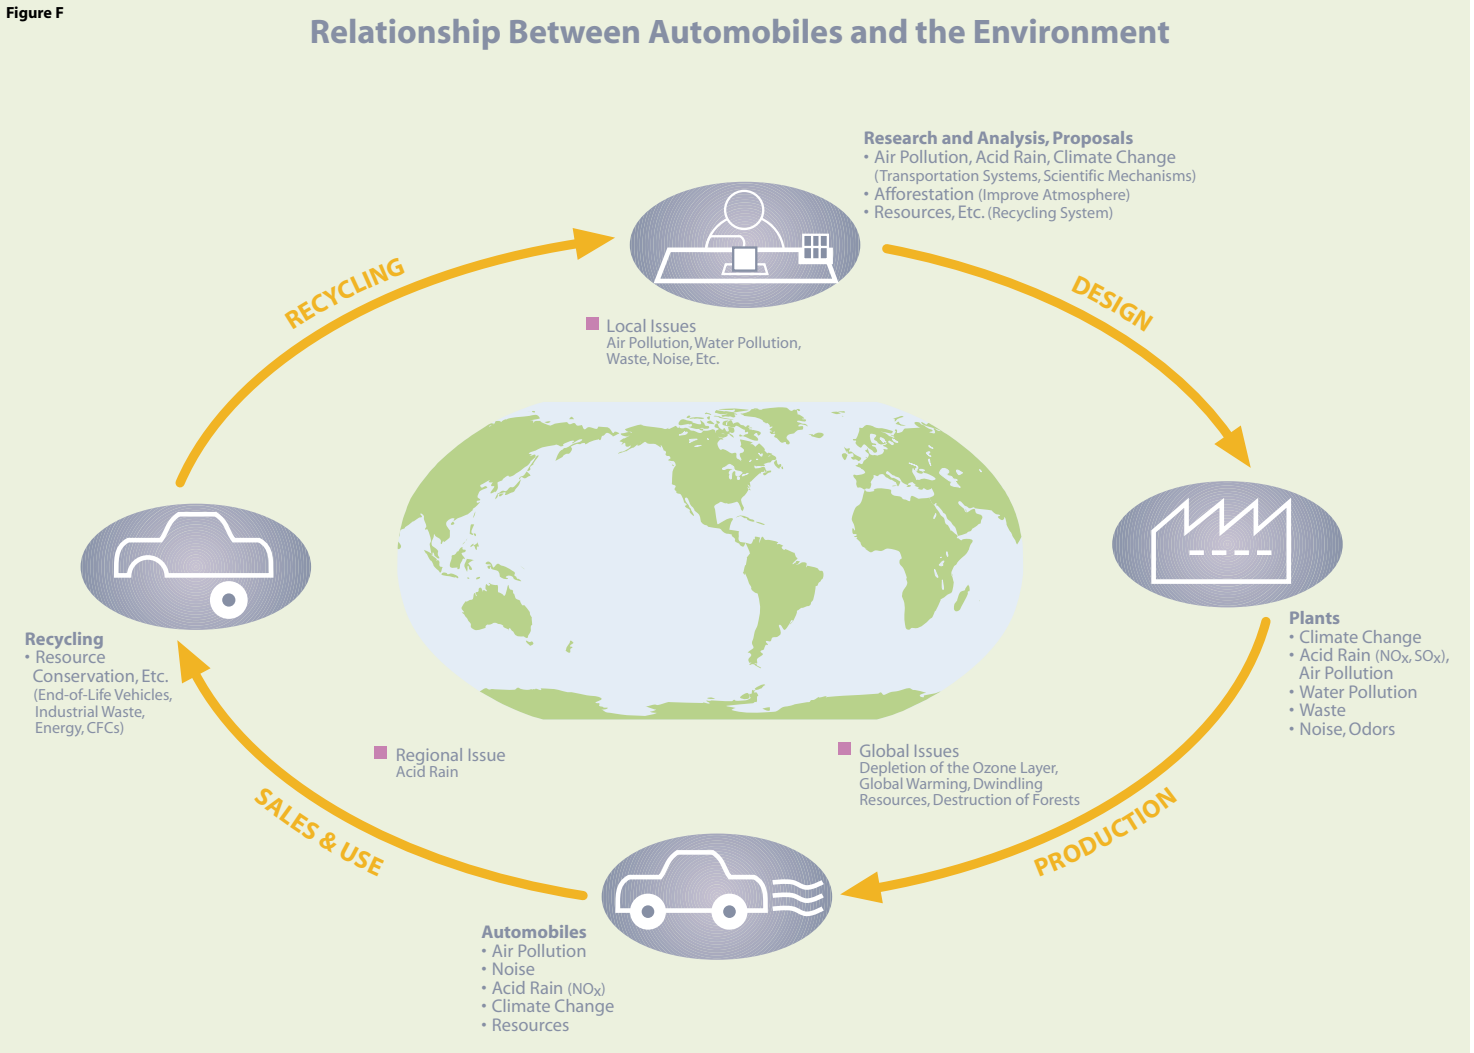 Figure F
Relationship Between Automobiles and the Environment
Research and Analysis, Proposals
• Air Pollution, Acid Rain, Climate Change
(Transportation Systems, Scientific Mechanisms)
• Afforestation (Improve Atmosphere)
• Resources, Etc. (Recycling System)
RECYCLING
DESIGN
Local Issues
Air Pollution, Water Pollution,
Waste, Noise, Etc.
Plants
• Climate Change
• Acid Rain (NOx, SOx),
Air Pollution
• Water Pollution
• Waste
• Noise, Odors
Recycling
• Resource
Conservation, Etc.
(End-of-Life Vehicles,
Industrial Waste,
Energy, CFCs)
Regional Issue
Acid Rain
Global Issues
Depletion of the Ozone Layer,
Global Warming, Dwindling
Resources, Destruction of Forests
SALES & USE
PRODUCTION
Automobiles
• Air Pollution
• Noise
• Acid Rain (NOx)
• Climate Change
• Resources